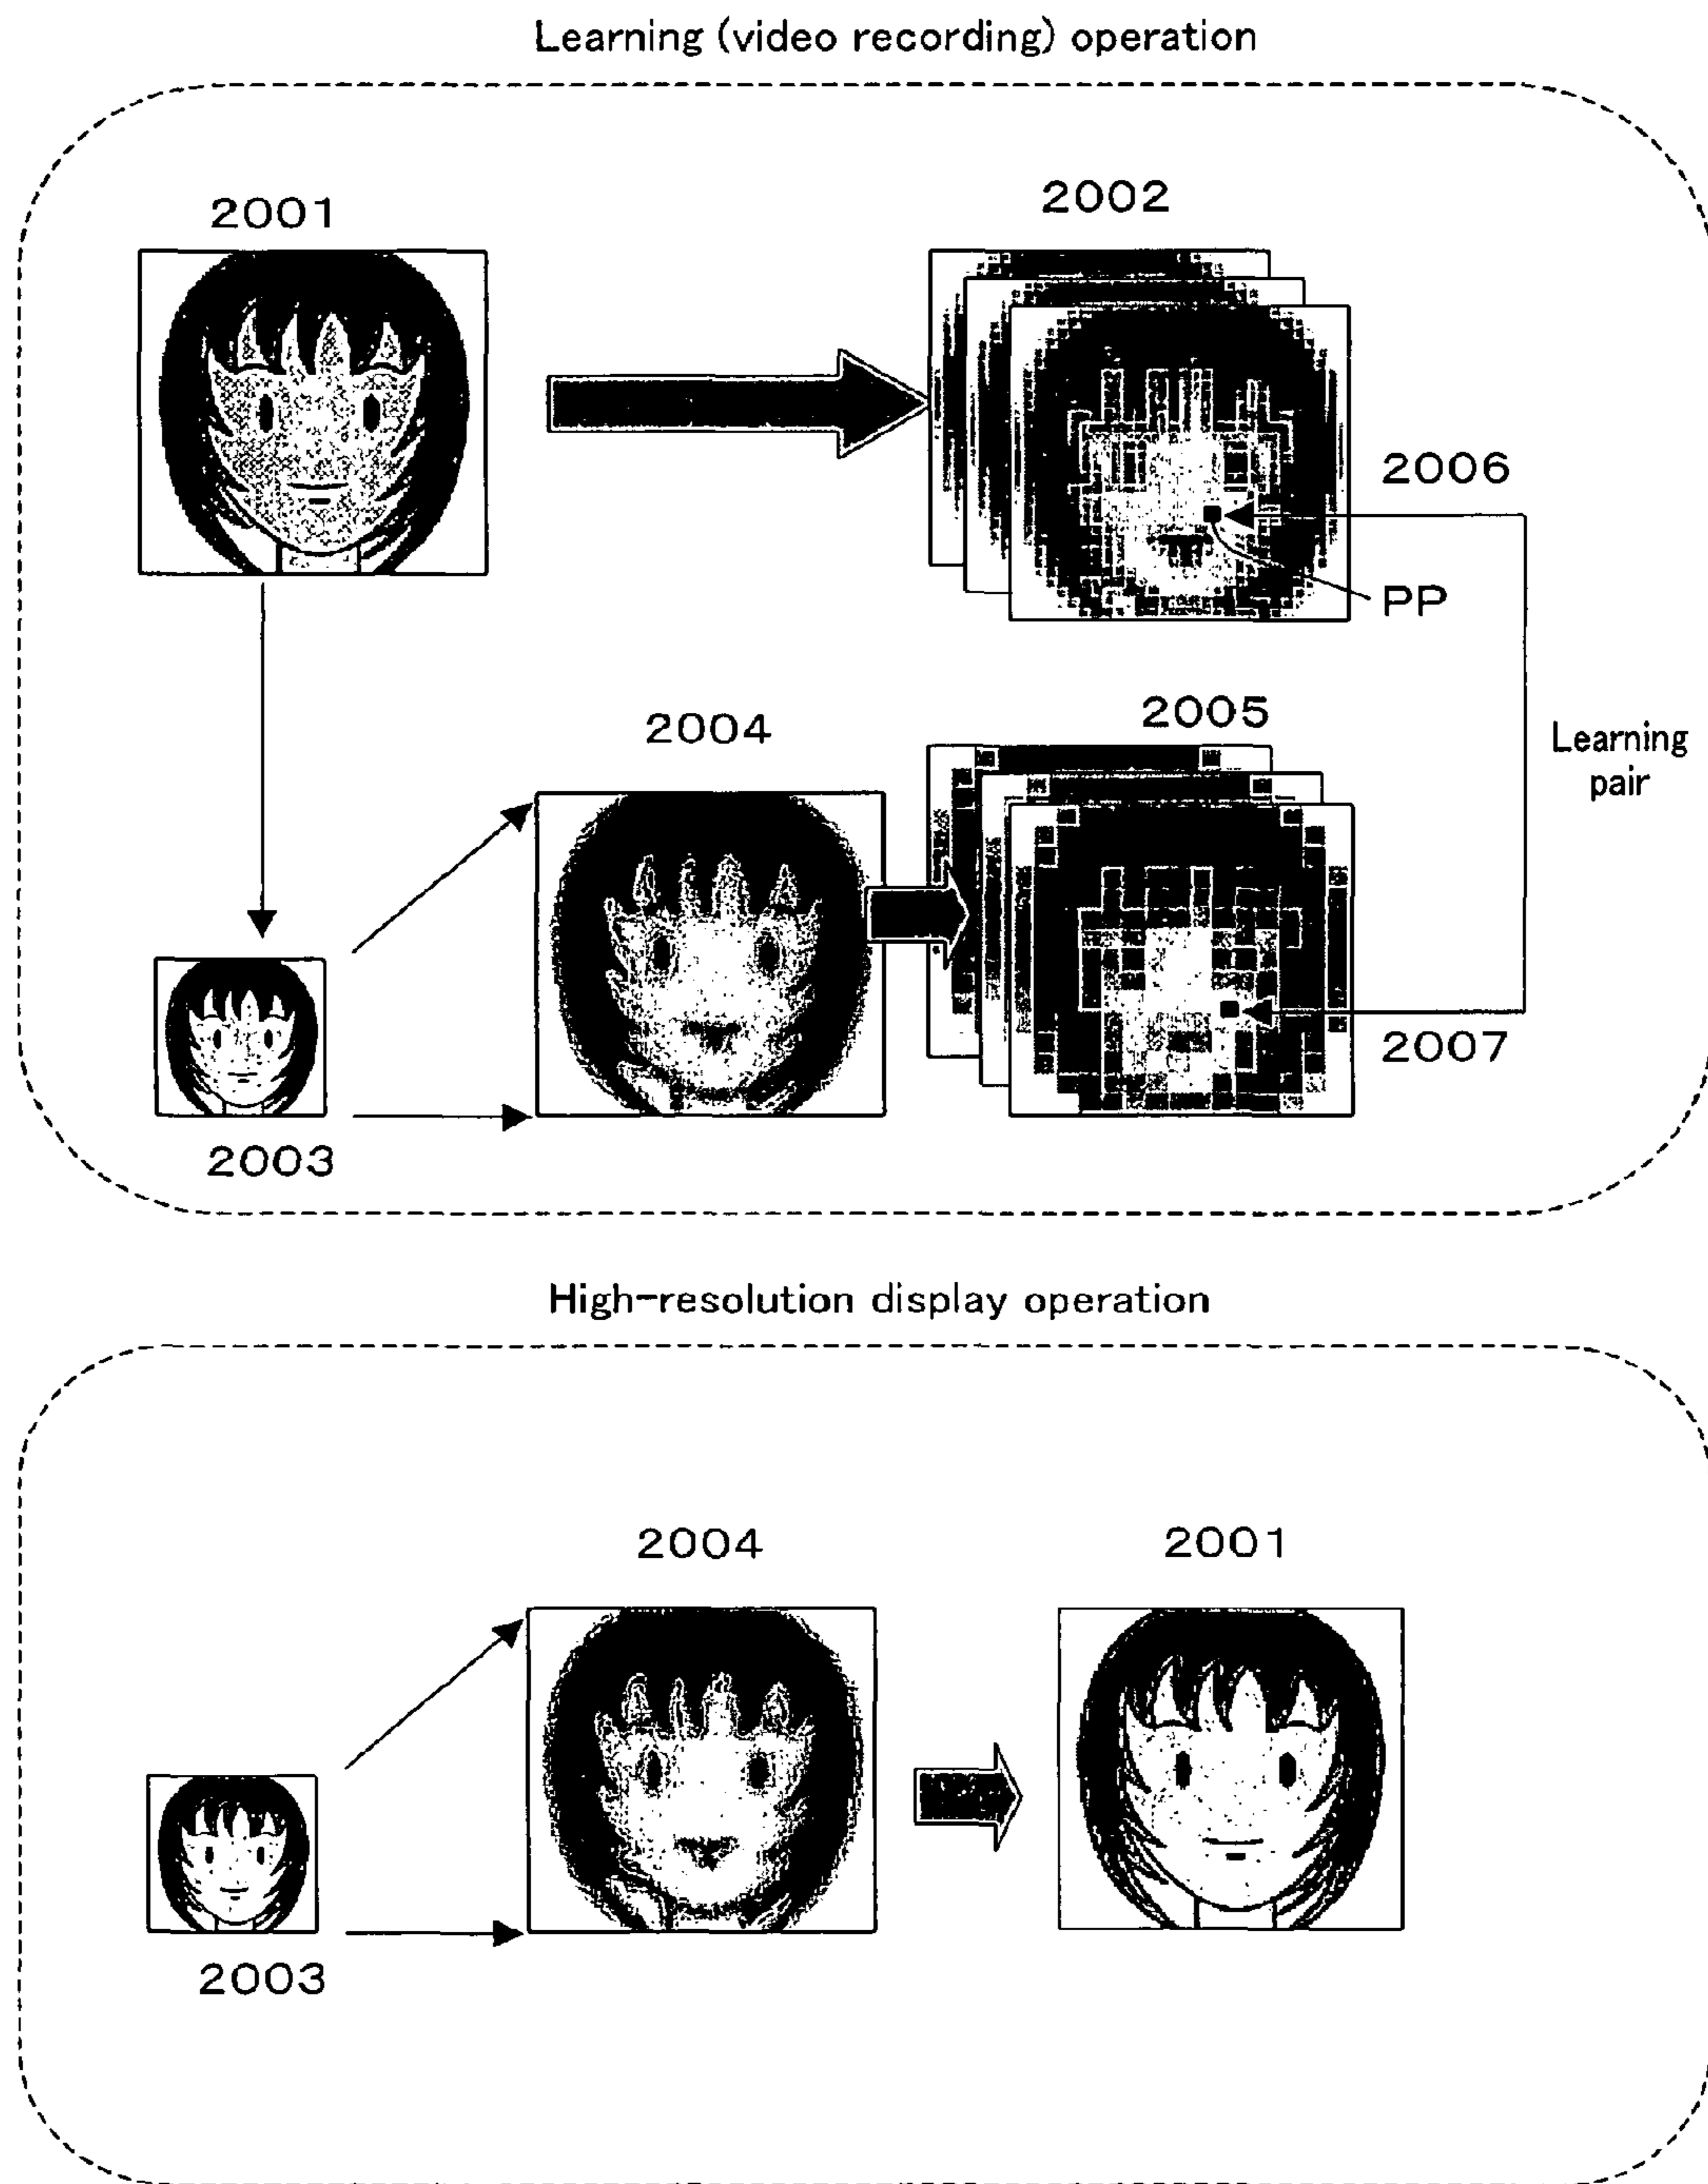 Learning (video recording) operation
2001
2002
2006
PP
2004
2005
Learning
pair
2007
2003
High-resolution display operation
2004
2001
2003